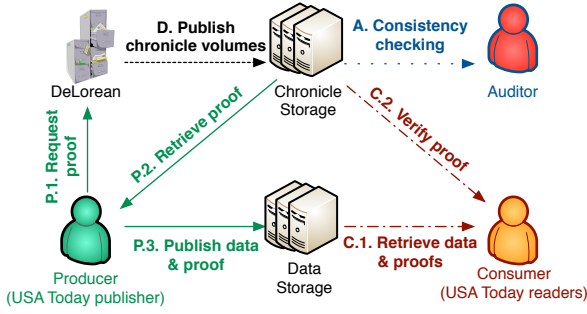 D. Publish
chronicle volumes
A. Consistency
checking
DeLorean
Chronicle
Storage
Auditor
P.1. Request
proof
P.2. Retrieve proof
C.2. Verify proof
P.3. Publish data
& proof
C.1. Retrieve data
& proofs
Producer
(USA Today publisher)
Data
Storage
Consumer
(USA Today readers)